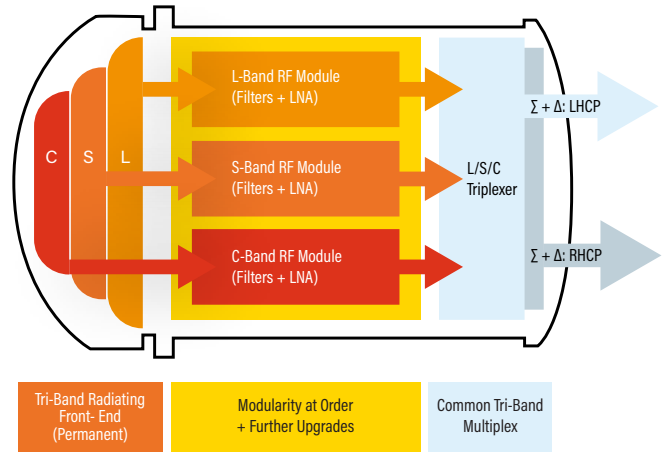 C
S
L
L-Band RF Module
(Filters + LNA)
S-Band RF Module
(Filters + LNA)
C-Band RF Module
(Filters + LNA)
L/S/C
Triplexer
Σ + Δ: LHCP
Σ + Δ: RHCP
Tri-Band Radiating
Front- End
(Permanent)
Modularity at Order
+ Further Upgrades
Common Tri-Band
Multiplex